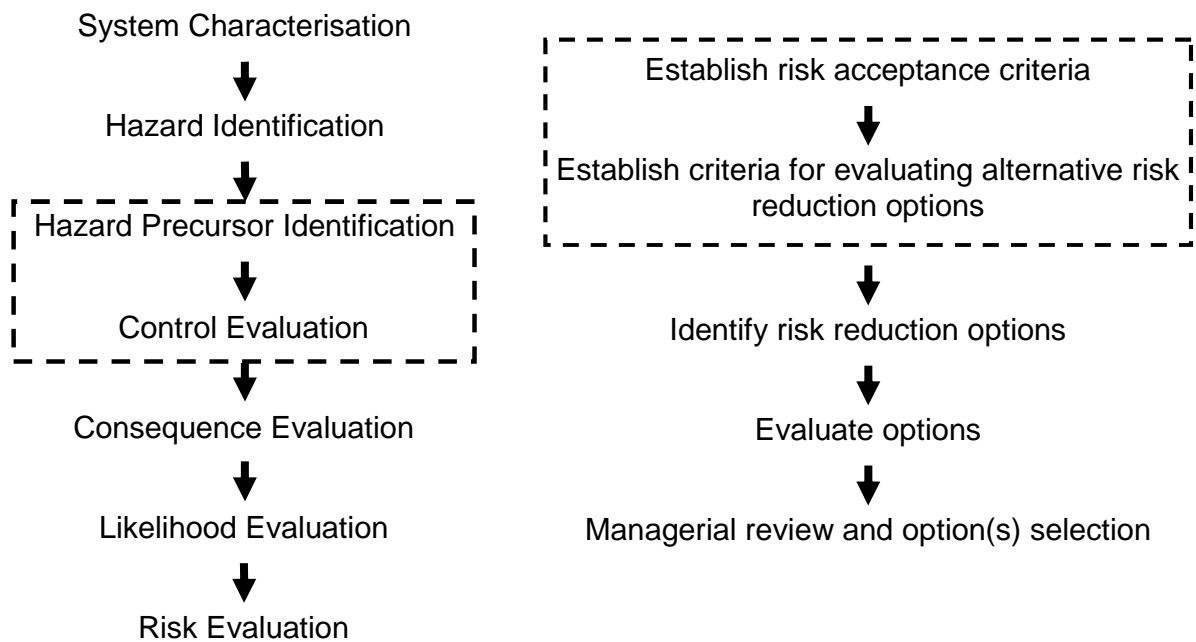 System Characterisation
Hazard Identification
Hazard Precursor Identification
Control Evaluation
Consequence Evaluation
Likelihood Evaluation
Risk Evaluation
Establish risk acceptance criteria
Establish criteria for evaluating alternative risk
reduction options
Identify risk reduction options
Evaluate options
Managerial review and option(s) selection